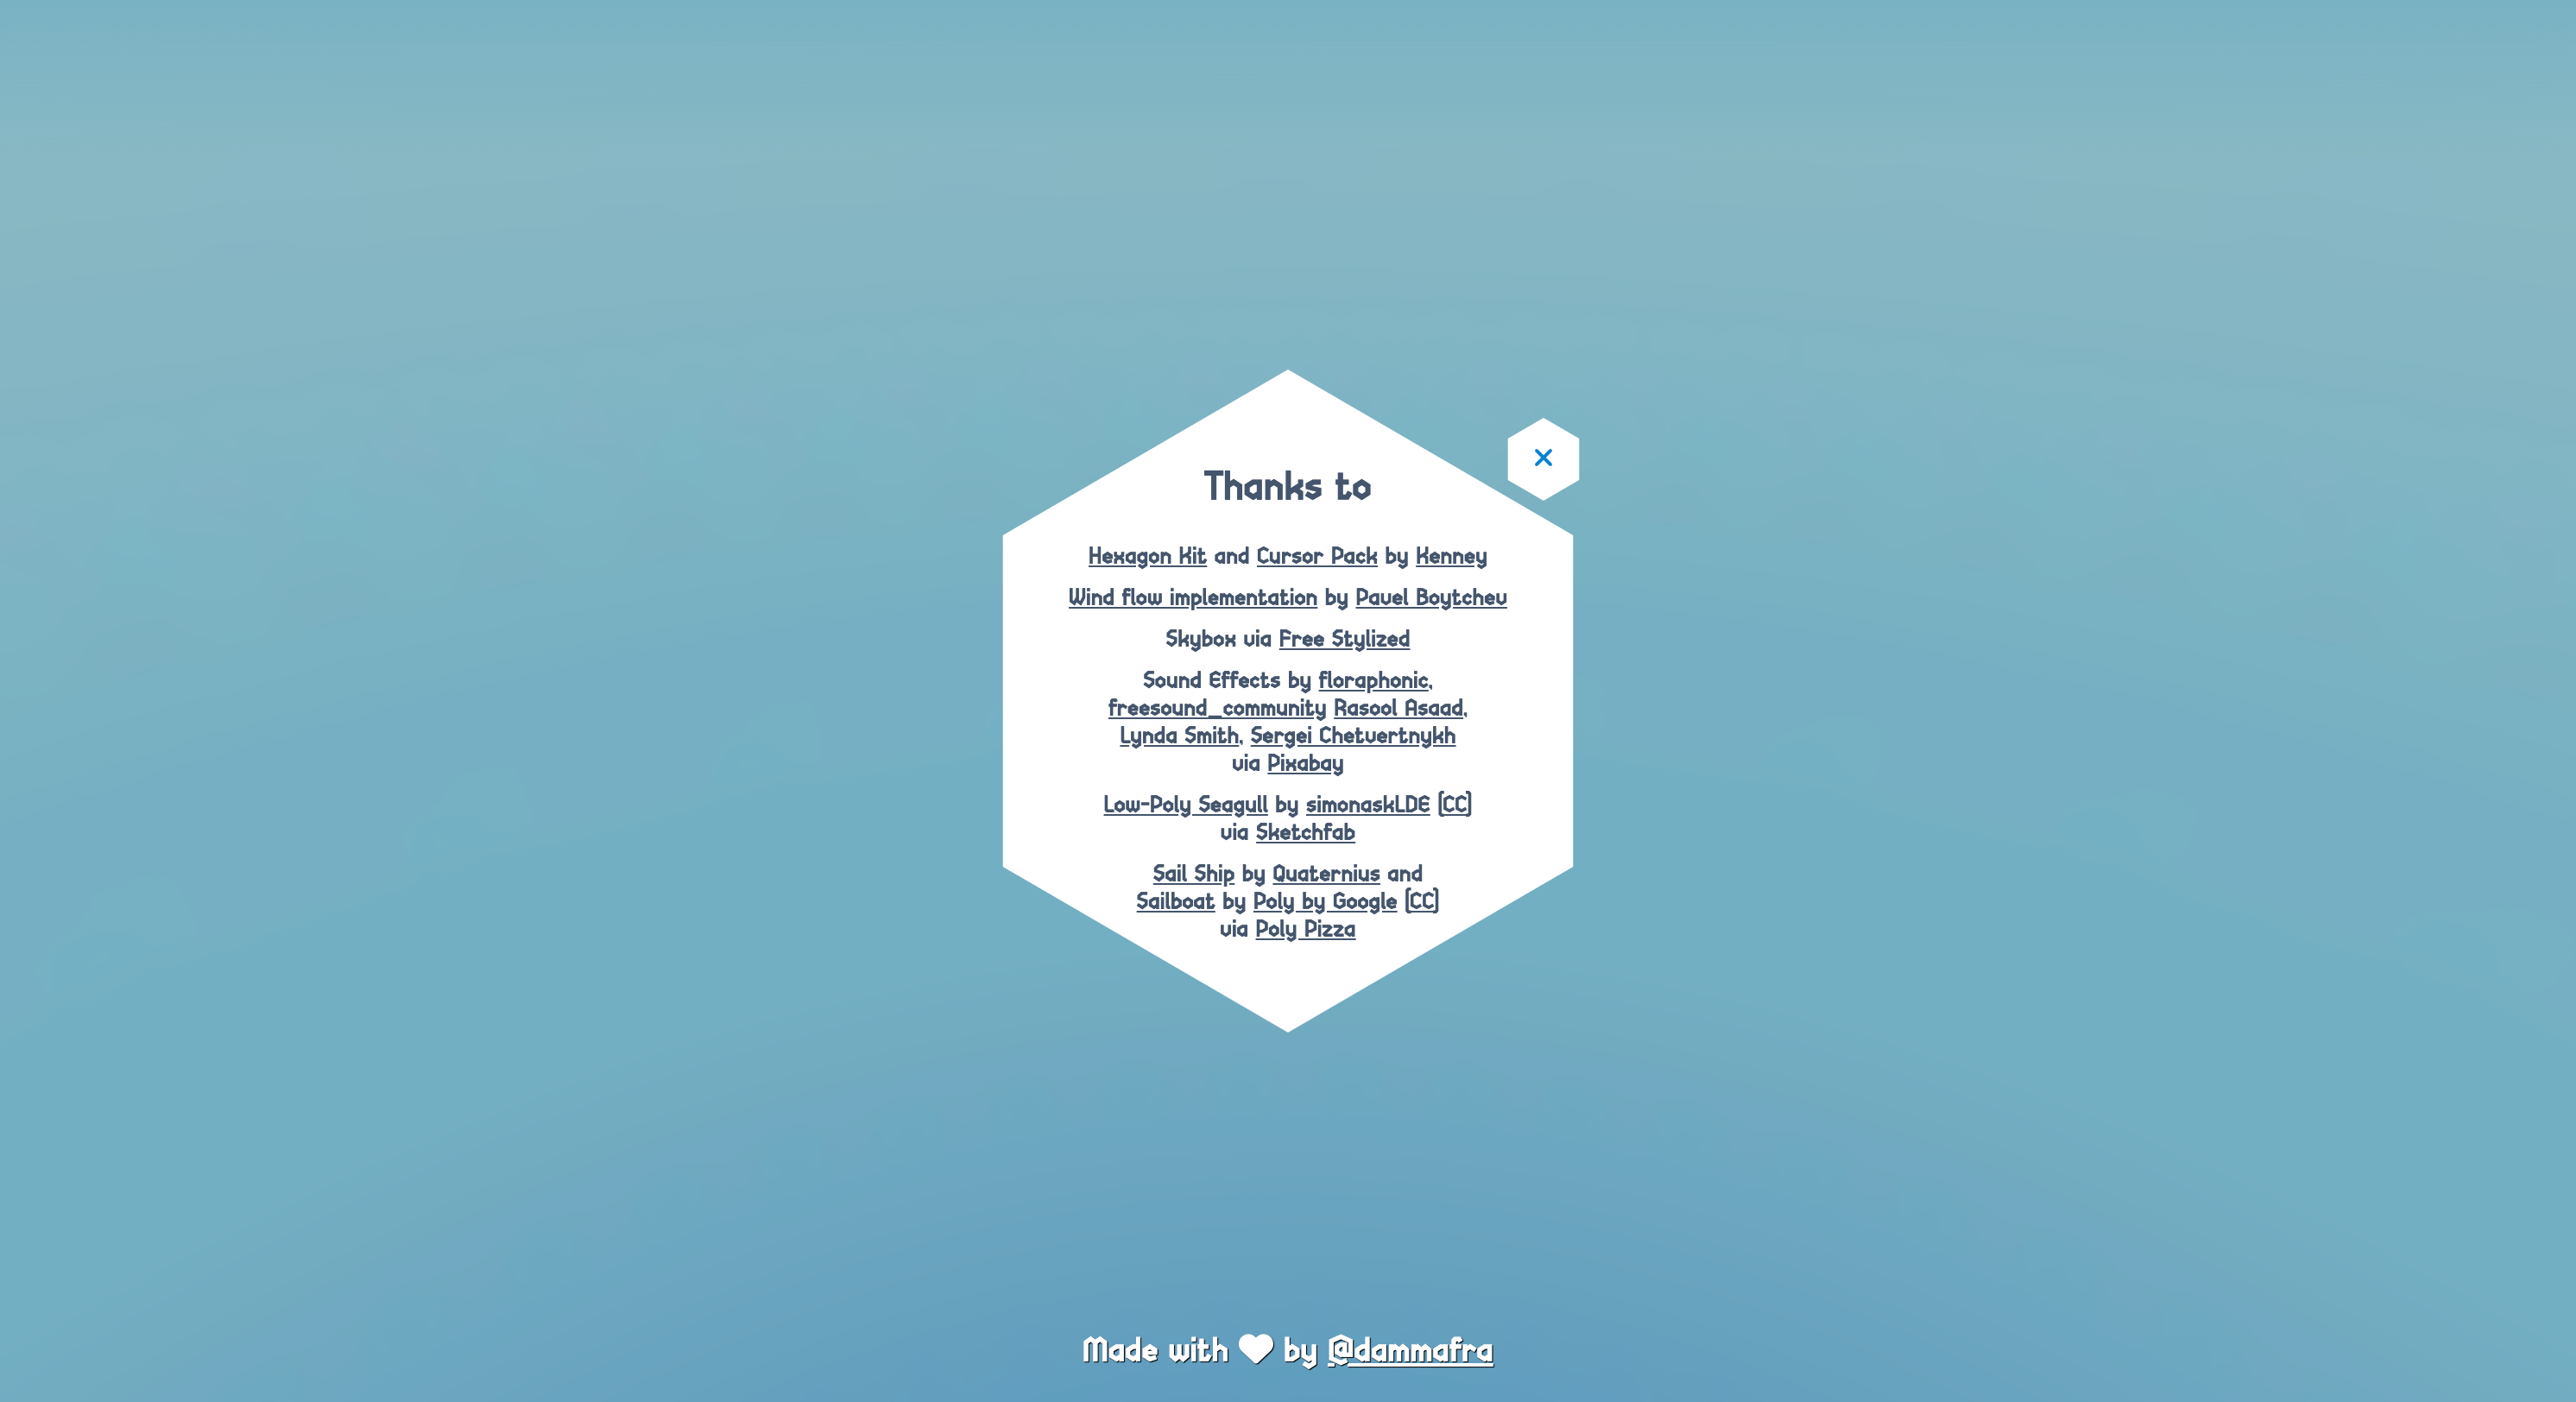 Thanks to
Hexagon Kit and Cursor Pack by Kenney
Wind flow implementation by Pavel Boytchev
Skybox via Free Stylized
Sound Effects by floraphonic,
freesound_community Rasool Asaad,
Lynda Smith, Sergei Chetvertnykh
via Pixabay
Low-Poly Seagull by simonaskLDE (CC)
via Sketchfab
Sail Ship by Quaternius and
Sailboat by Poly by Google (CC)
via Poly Pizza
Made with ♥ by @dammafra